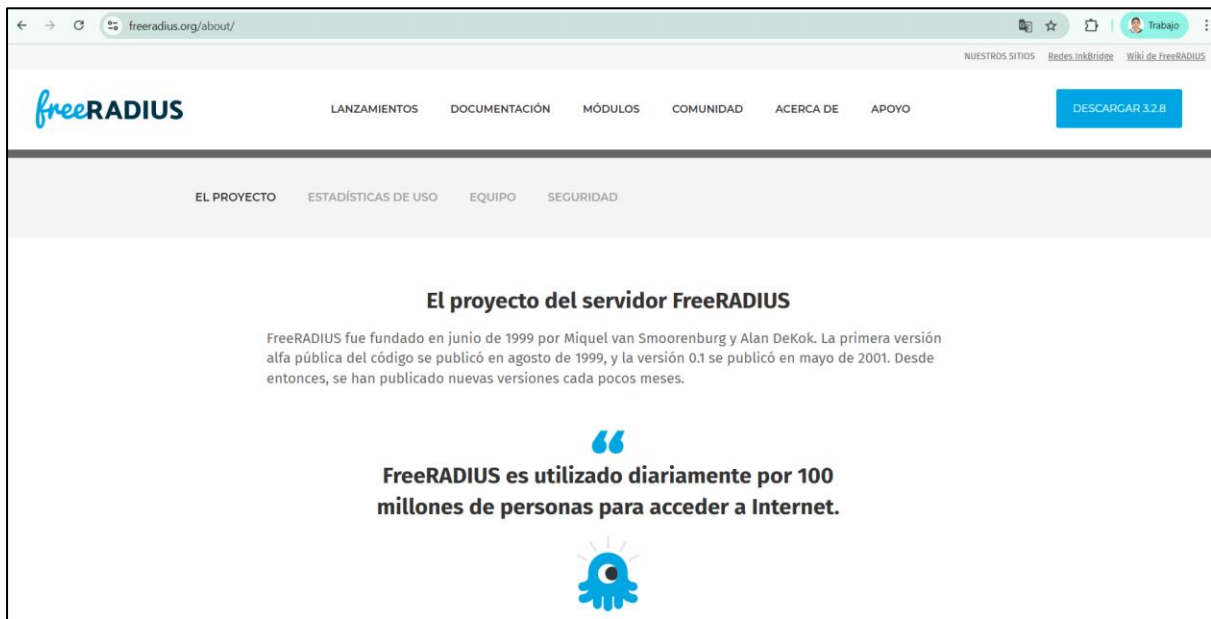 freeradius.org/about/
Trabajo
NUESTROS SITIOS Redes InkBridge Wiki de FreeRADIUS
freeRADIUS
LANZAMIENTOS DOCUMENTACIÓN MÓDULOS COMUNIDAD ACERCA DE APOYO
DESCARGAR 3.2.8
EL PROYECTO ESTADÍSTICAS DE USO EQUIPO SEGURIDAD
El proyecto del servidor FreeRADIUS
FreeRADIUS fue fundado en junio de 1999 por Miquel van Smoorenburg y Alan DeKok. La primera versión
alfa pública del código se publicó en agosto de 1999, y la versión 0.1 se publicó en mayo de 2001. Desde
entonces, se han publicado nuevas versiones cada pocos meses.
FreeRADIUS es utilizado diariamente por 100
millones de personas para acceder a Internet.